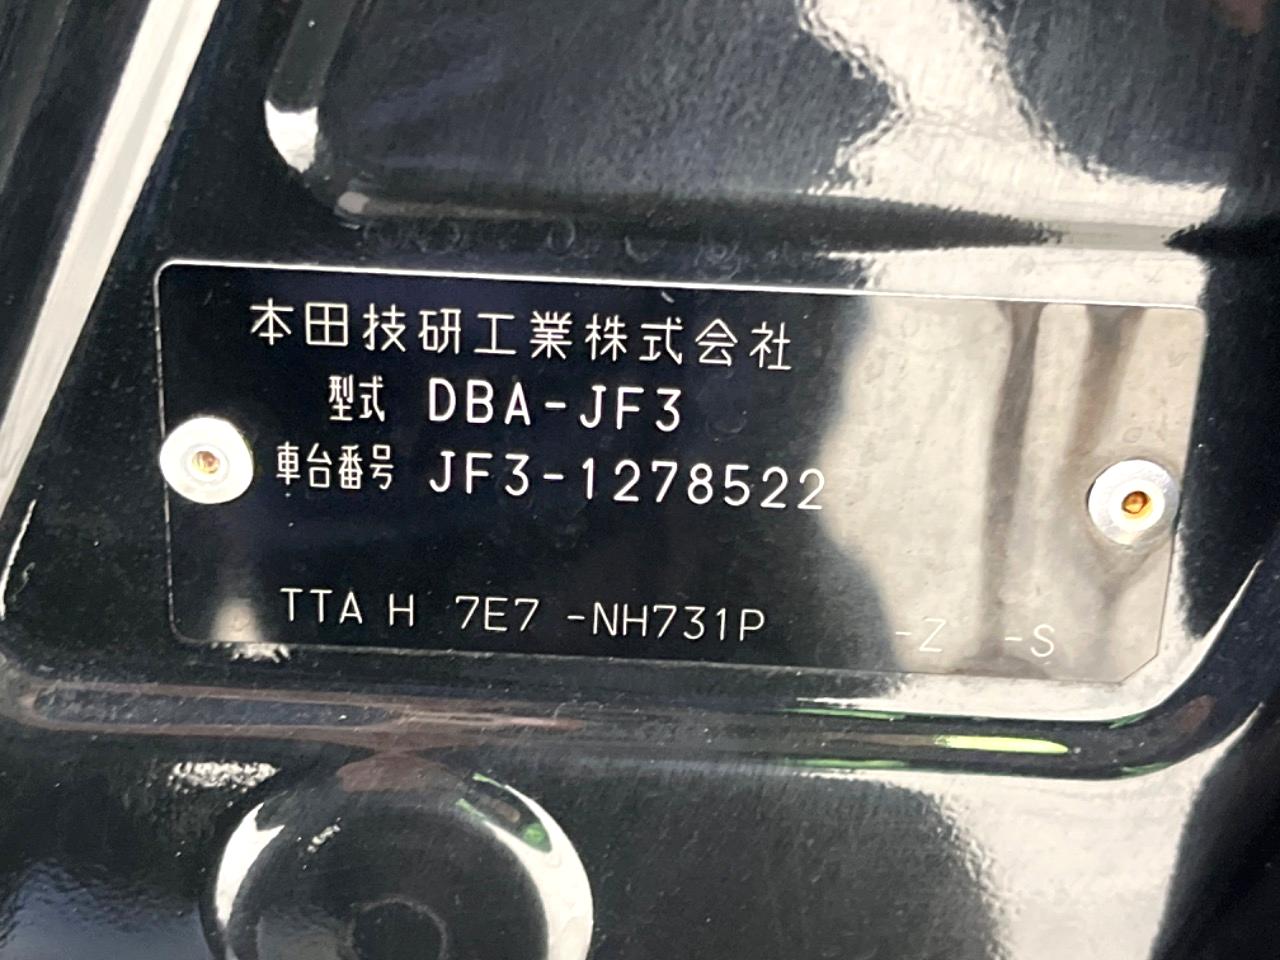 本田技研工業株式会社
型式 DBA-JF3
車台番号 JF3-1278522
TTA H 7E7 -NH731P -Z -S